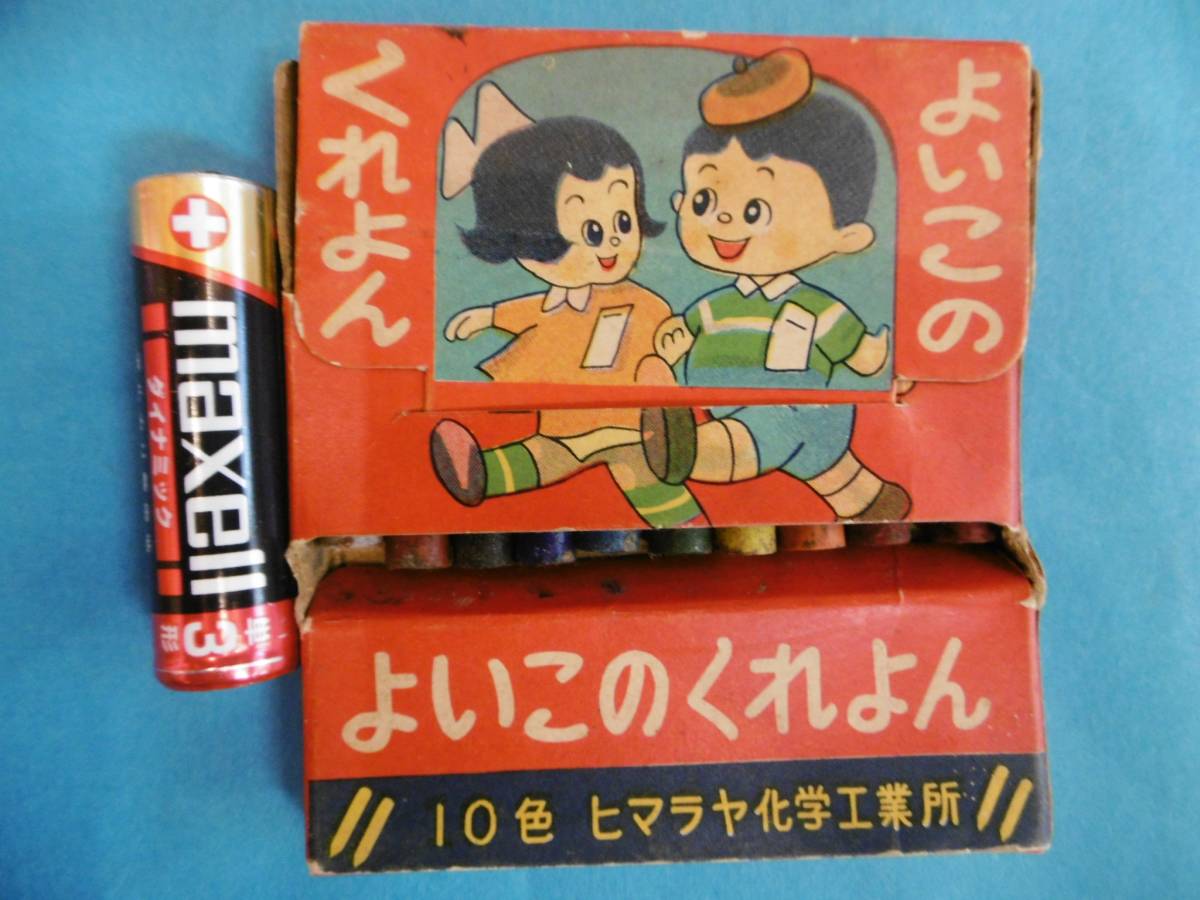 よいこの
くれよん
よいこのくれよん
10色 ヒマラヤ化学工業所
maxell
ダイナミック
単3形